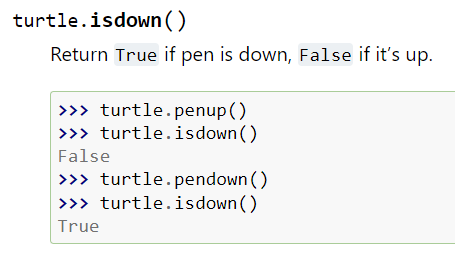 turtle.isdown()
Return True if pen is down, False if it’s up.
>>> turtle.penup()
>>> turtle.isdown()
False
>>> turtle.pendown()
>>> turtle.isdown()
True